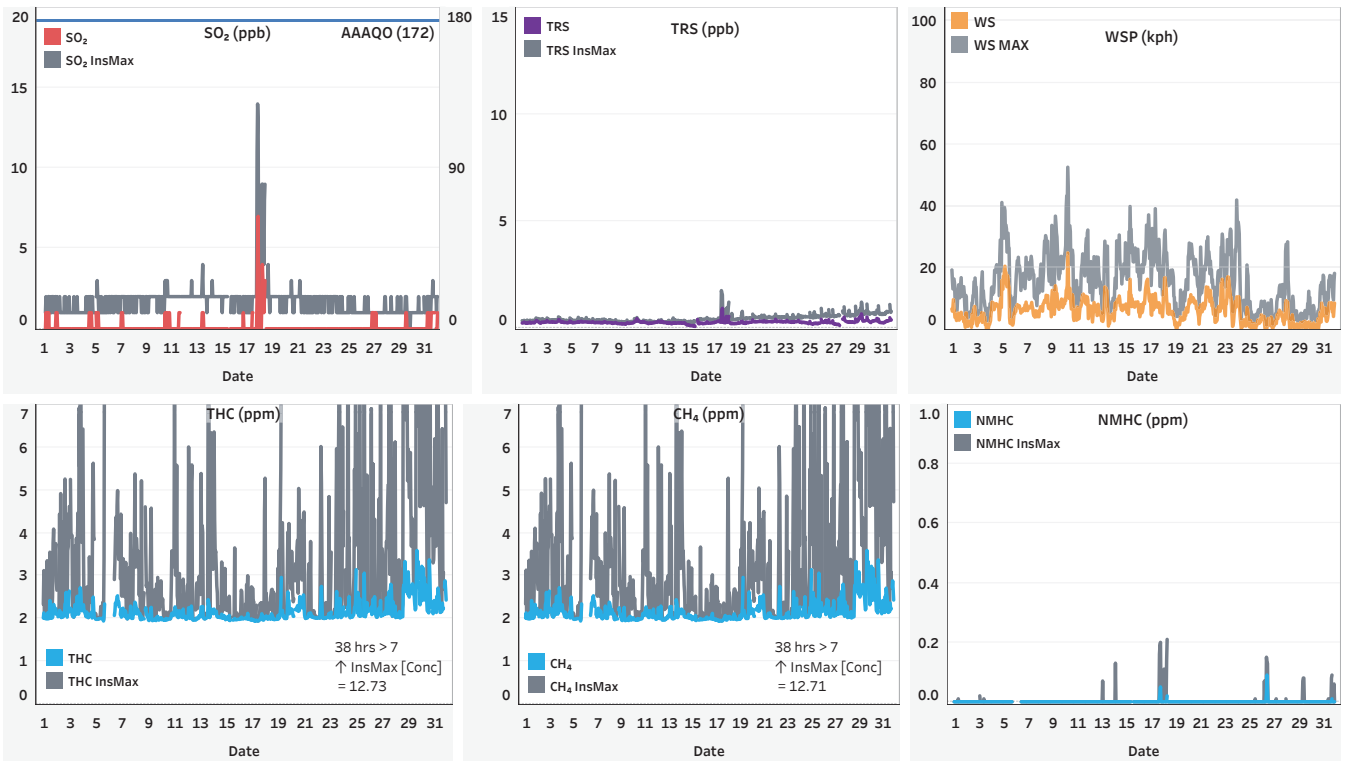 20
180
SO₂ (ppb)
AAAQO (172)
SO₂
SO₂ InsMax
15
10
90
5
0
0
1 3 5 7 9 11 13 15 17 19 21 23 25 27 29 31
Date
15
TRS (ppb)
TRS
TRS InsMax
10
5
0
1 3 5 7 9 11 13 15 17 19 21 23 25 27 29 31
Date
100
WSP (kph)
WS
WS MAX
80
60
40
20
0
1 3 5 7 9 11 13 15 17 19 21 23 25 27 29 31
Date
7
THC (ppm)
6
5
4
3
2
1
0
38 hrs > 7
↑ InsMax [Conc]
= 12.73
THC
THC InsMax
1 3 5 7 9 11 13 15 17 19 21 23 25 27 29 31
Date
7
CH₄ (ppm)
6
5
4
3
2
1
0
38 hrs > 7
↑ InsMax [Conc]
= 12.71
CH₄
CH₄ InsMax
1 3 5 7 9 11 13 15 17 19 21 23 25 27 29 31
Date
1.0
NMHC (ppm)
NMHC
NMHC InsMax
0.8
0.6
0.4
0.2
0.0
1 3 5 7 9 11 13 15 17 19 21 23 25 27 29 31
Date